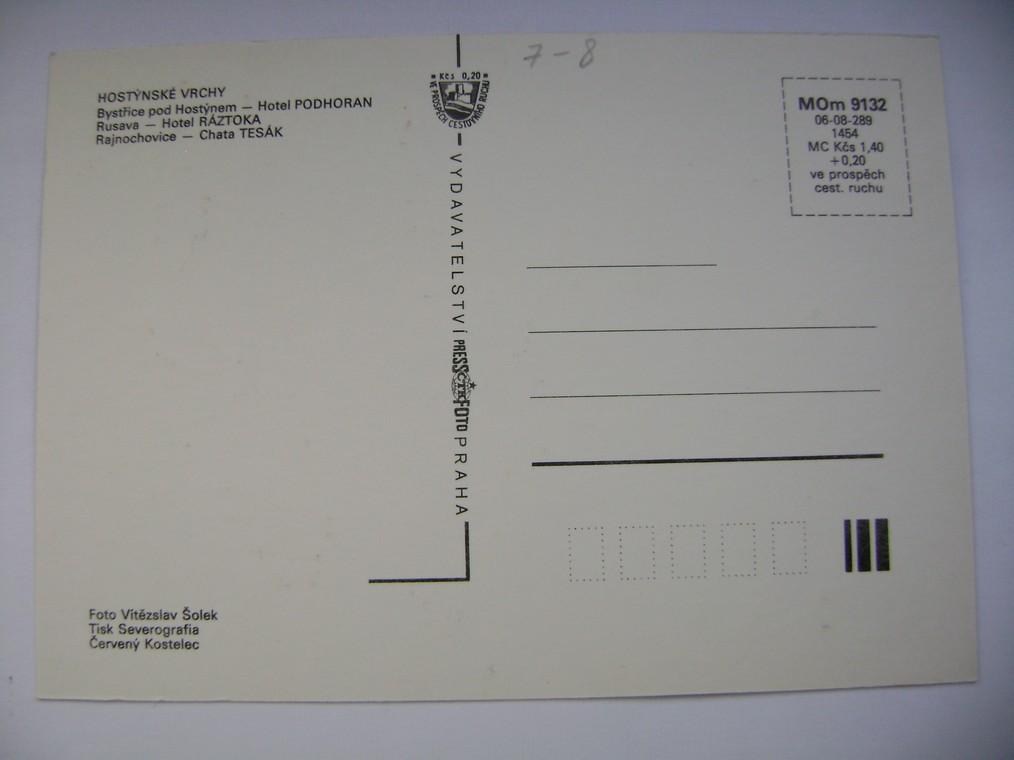 HOSTÝNSKÉ VRCHY
Bystřice pod Hostýnem — Hotel PODHORAN
Rusava — Hotel RÁZTOKA
Rajnochovice — Chata TESÁK
7-8
Kčs 0,20
VE PROSPĚCH CESTOVNÍHO RUCHU
VYDAVATELSTVÍ PRESSČTKFOTO PRAHA
MOm 9132
06-08-289
1454
MC Kčs 1,40
+0,20
ve prospěch
cest. ruchu
Foto Vítězslav Šolek
Tisk Severografia
Červený Kostelec